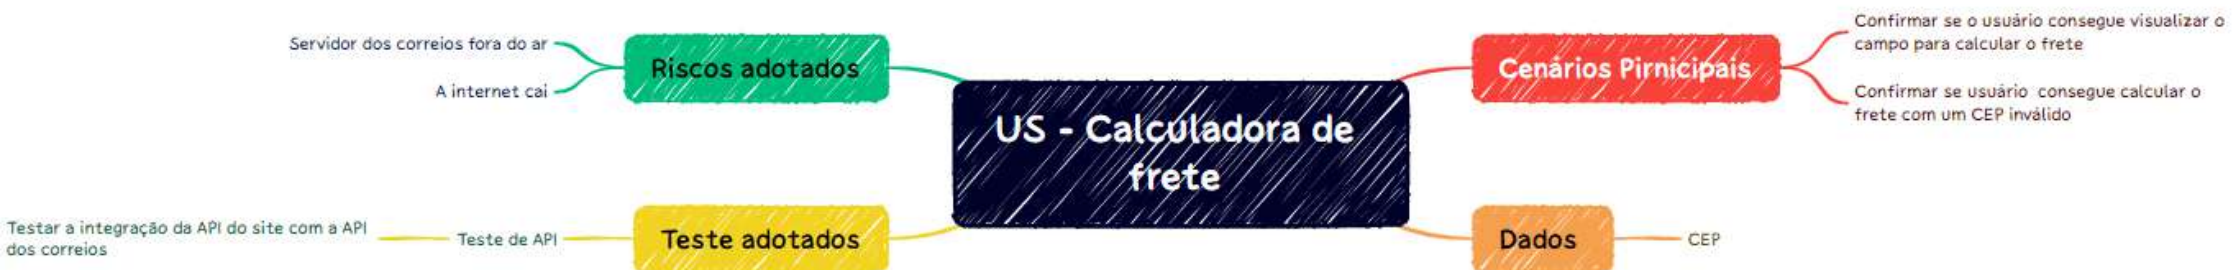 Servidor dos correios fora do ar
A internet cai
Riscos adotados
Testar a integração da API do site com a API
dos correios
Teste de API
Teste adotados
US - Calculadora de
frete
Cenários Pirnicipais
Confirmar se o usuário consegue visualizar o
campo para calcular o frete
Confirmar se usuário  consegue calcular o
frete com um CEP inválido
Dados
CEP